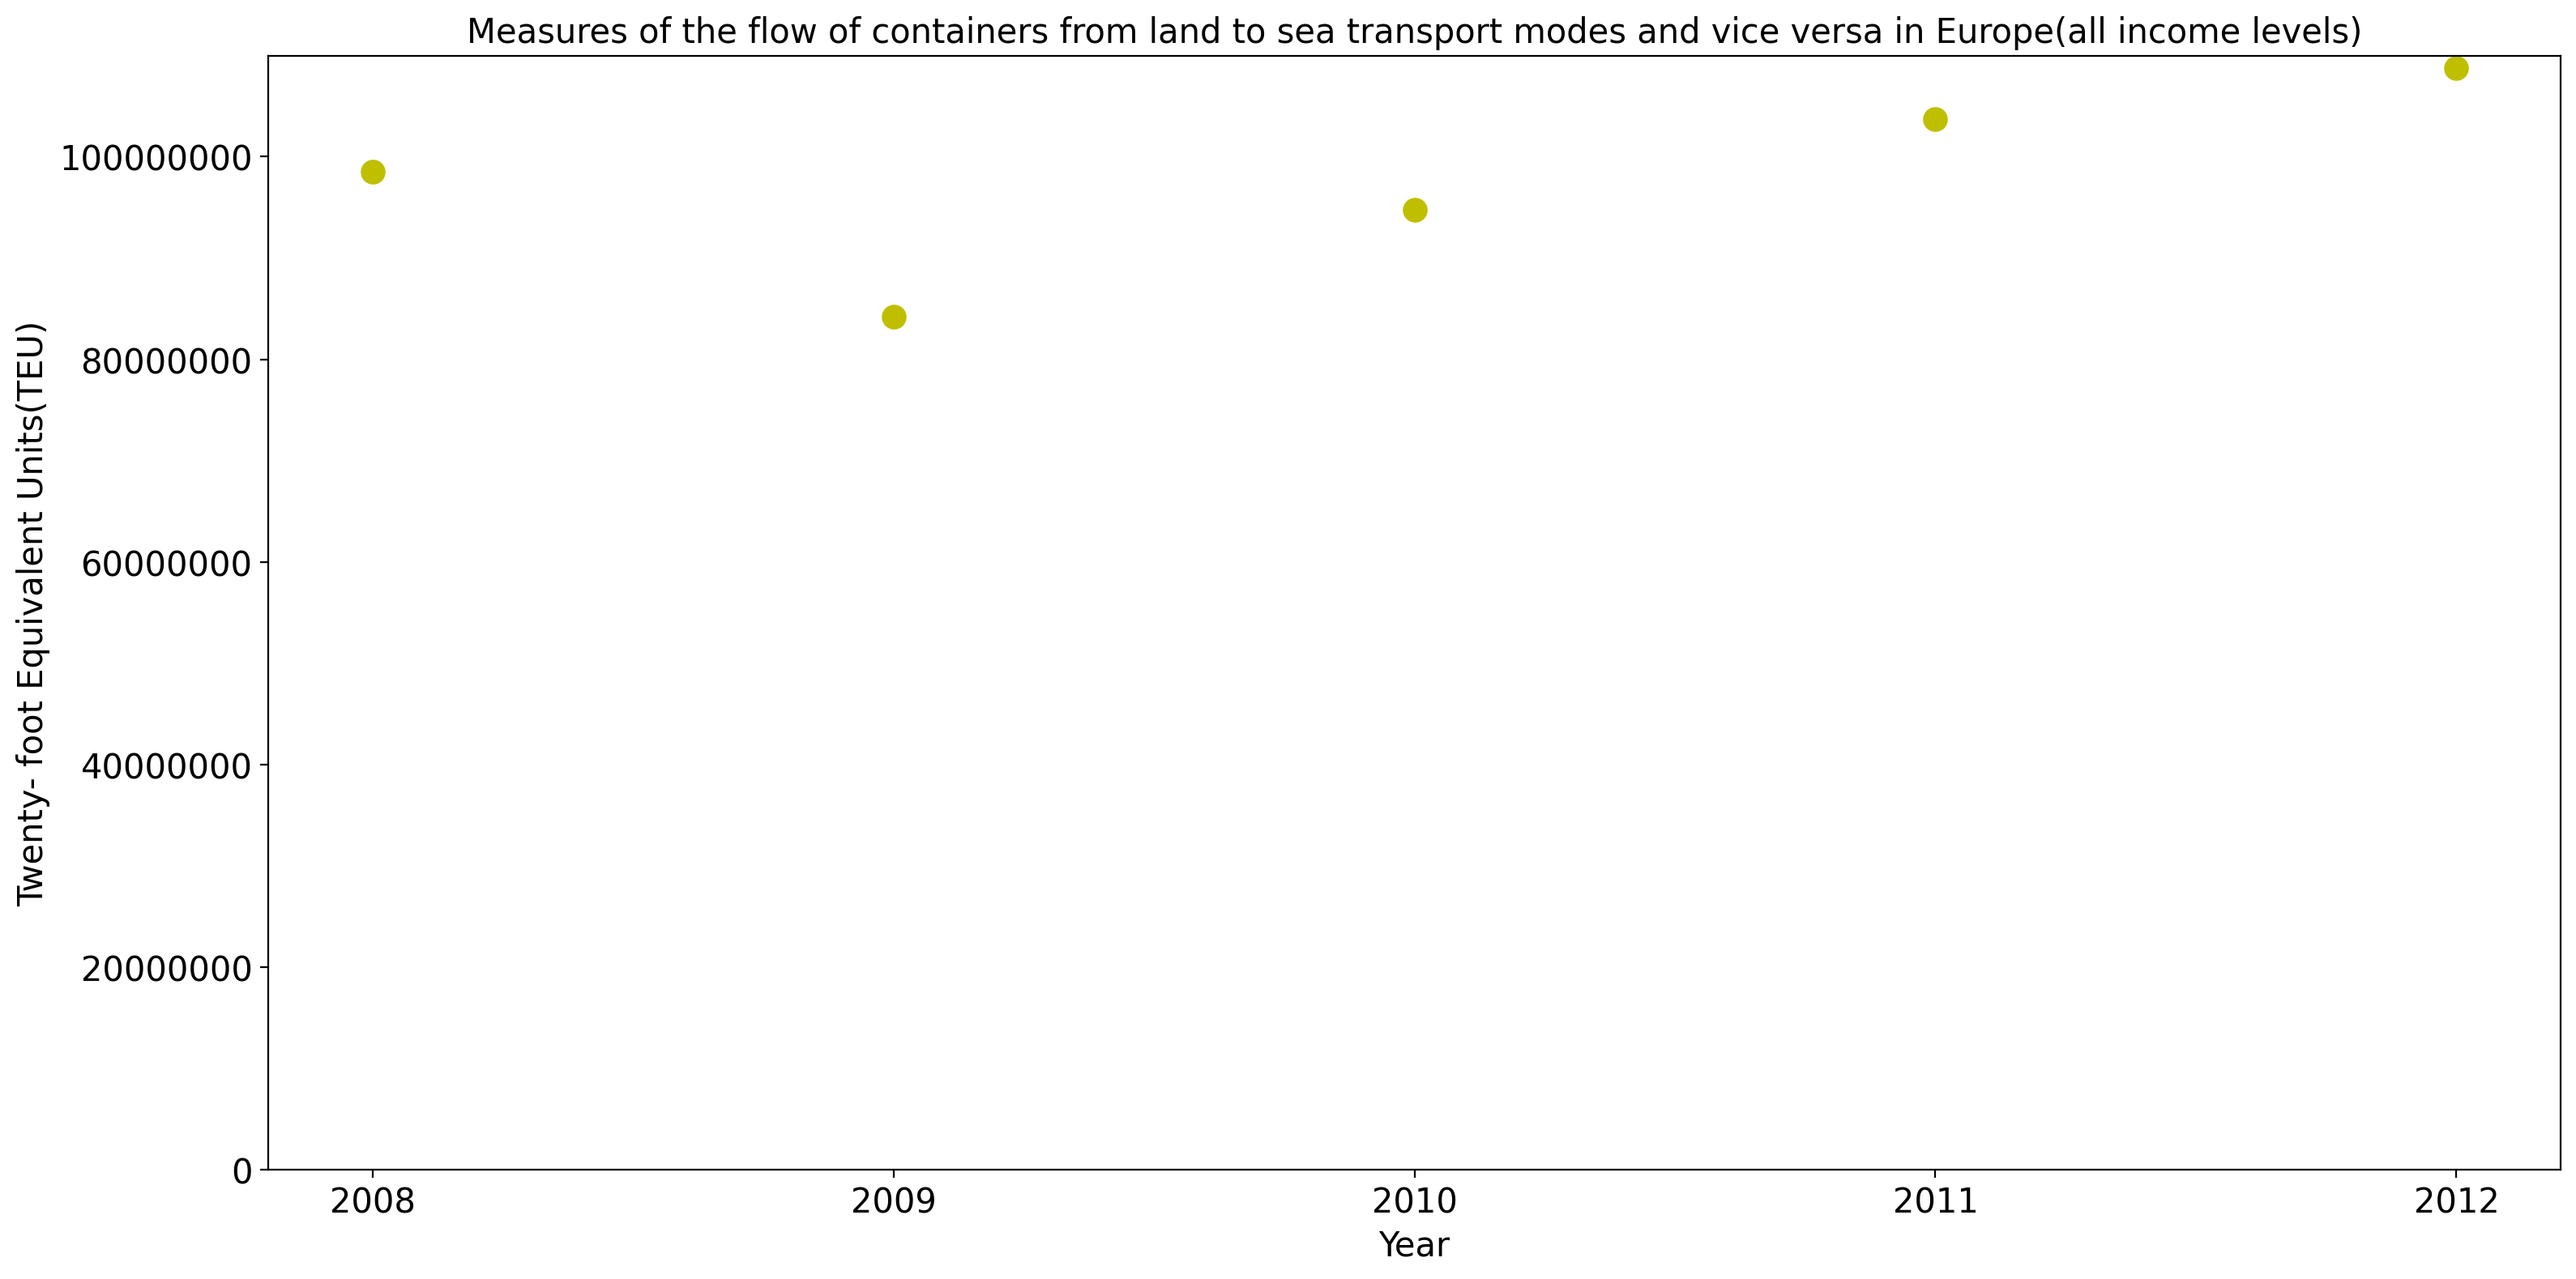 Measures of the flow of containers from land to sea transport modes and vice versa in Europe(all income levels)
Twenty- foot Equivalent Units(TEU)
100000000
80000000
60000000
40000000
20000000
0
2008 2009 2010 2011 2012
Year